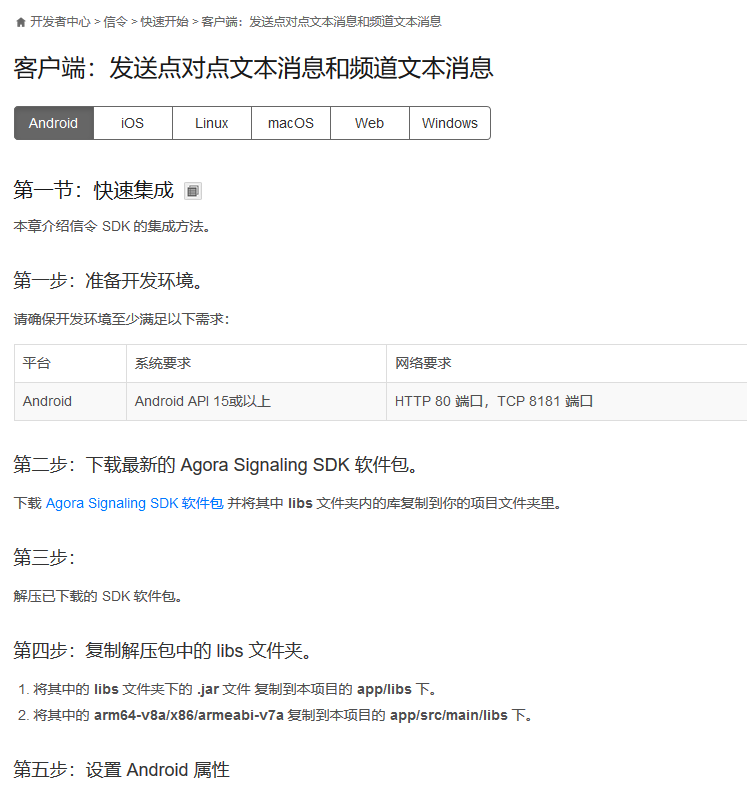 开发者中心 > 信令 > 快速开始 > 客户端：发送点对点文本消息和频道文本消息
客户端：发送点对点文本消息和频道文本消息
Android iOS Linux macOS Web Windows
第一节：快速集成
本章介绍信令 SDK 的集成方法。
第一步：准备开发环境。
请确保开发环境至少满足以下需求：
平台 系统要求 网络要求
Android Android API 15或以上 HTTP 80 端口，TCP 8181 端口
第二步：下载最新的 Agora Signaling SDK 软件包。
下载 Agora Signaling SDK 软件包 并将其中 libs 文件夹内的库复制到你的项目文件夹里。
第三步：
解压已下载的 SDK 软件包。
第四步：复制解压包中的 libs 文件夹。
1. 将其中的 libs 文件夹下的 .jar 文件 复制到本项目的 app/libs 下。
2. 将其中的 arm64-v8a/x86/armeabi-v7a 复制到本项目的 app/src/main/libs 下。
第五步：设置 Android 属性